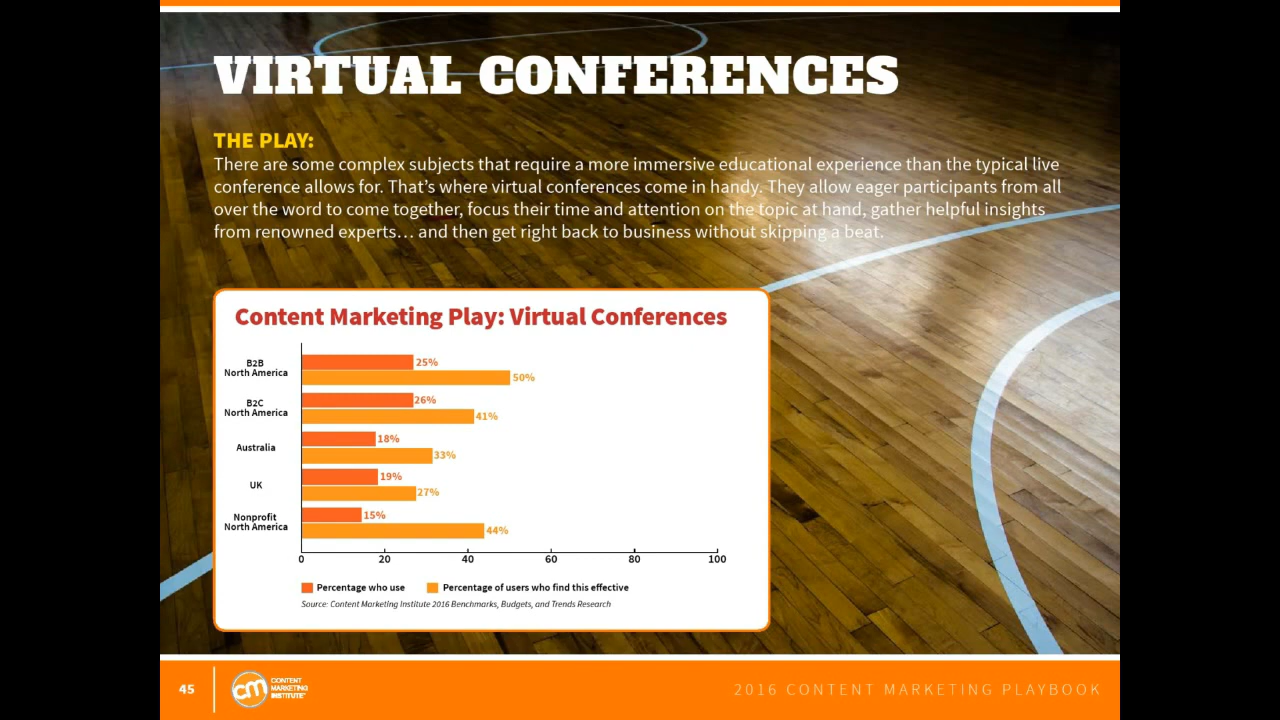 VIRTUAL CONFERENCES
THE PLAY:
There are some complex subjects that require a more immersive educational experience than the typical live
conference allows for. That’s where virtual conferences come in handy. They allow eager participants from all
over the word to come together, focus their time and attention on the topic at hand, gather helpful insights
from renowned experts… and then get right back to business without skipping a beat.
Content Marketing Play: Virtual Conferences
B2B
North America
25%
50%
B2C
North America
26%
41%
Australia
18%
33%
UK
19%
27%
Nonprofit
North America
15%
44%
0 20 40 60 80 100
Percentage who use Percentage of users who find this effective
Source: Content Marketing Institute 2016 Benchmarks, Budgets, and Trends Research
45
cm
CONTENT
MARKETING
INSTITUTE™
2016 CONTENT MARKETING PLAYBOOK